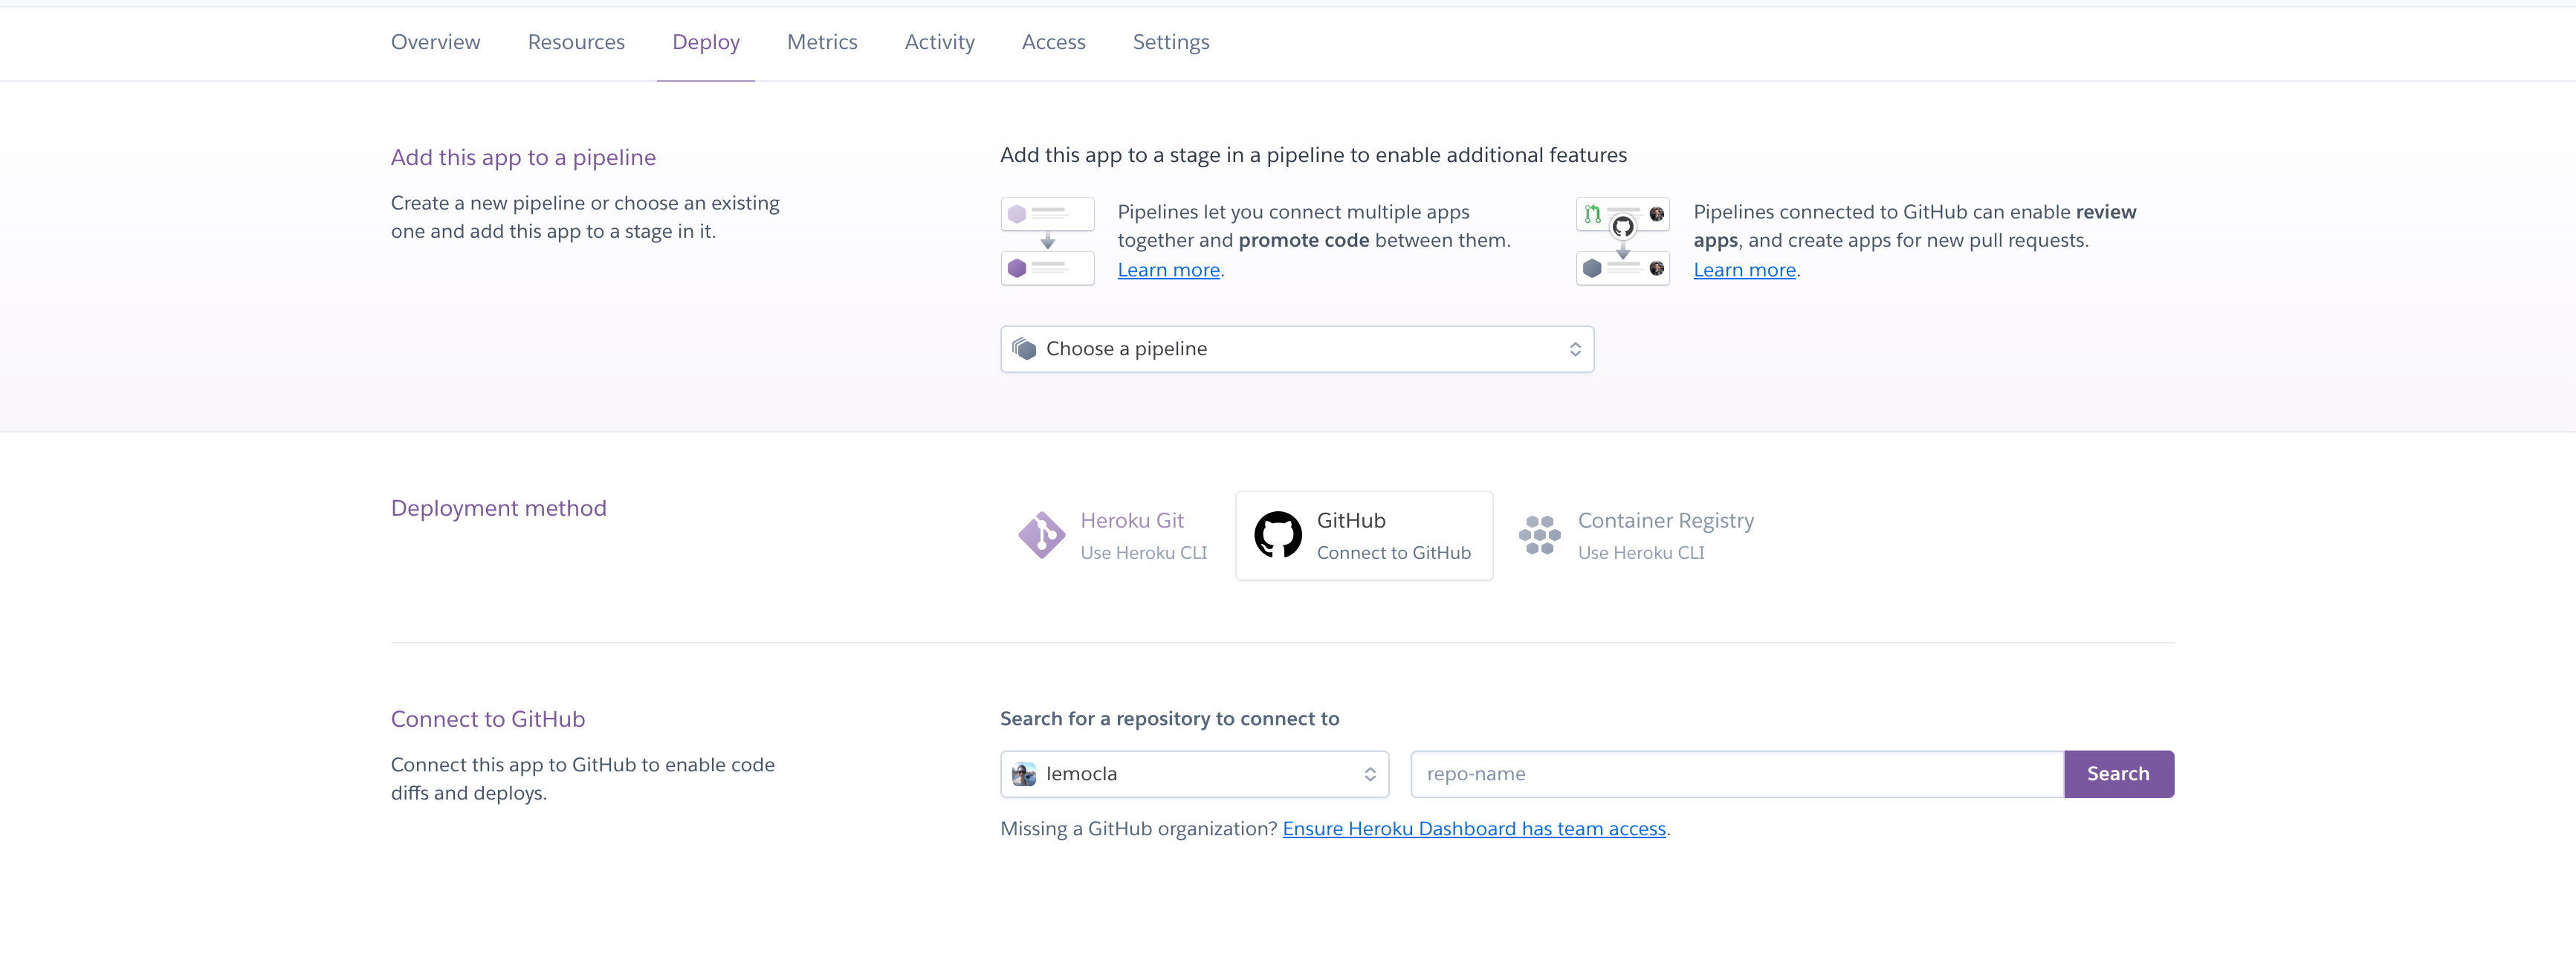 Overview Resources Deploy Metrics Activity Access Settings
Add this app to a pipeline
Create a new pipeline or choose an existing
one and add this app to a stage in it.
Add this app to a stage in a pipeline to enable additional features
Pipelines let you connect multiple apps
together and promote code between them.
Learn more.
Pipelines connected to GitHub can enable review
apps, and create apps for new pull requests.
Learn more.
Choose a pipeline
Deployment method
Heroku Git
Use Heroku CLI
GitHub
Connect to GitHub
Container Registry
Use Heroku CLI
Connect to GitHub
Connect this app to GitHub to enable code
diffs and deploys.
Search for a repository to connect to
lemocla
repo-name
Search
Missing a GitHub organization? Ensure Heroku Dashboard has team access.